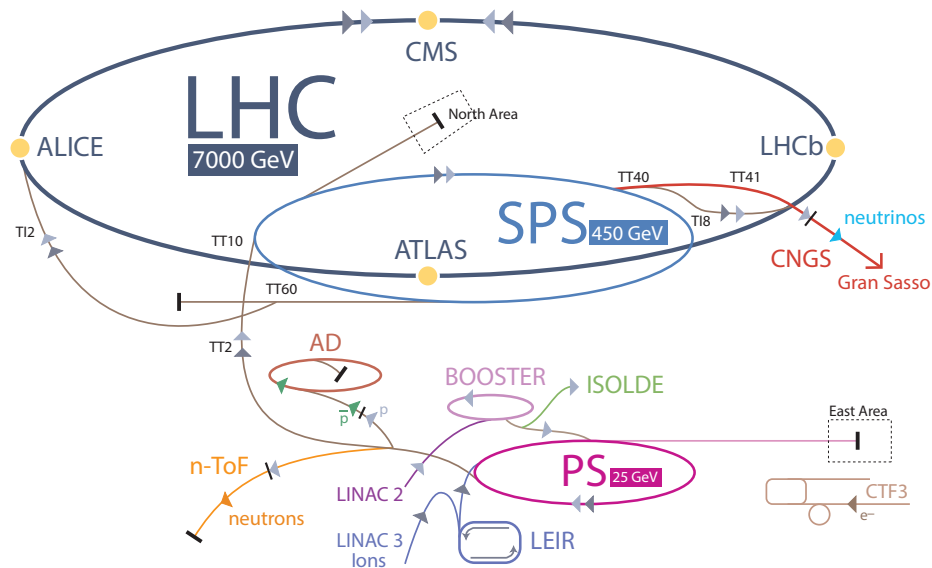 CMS
LHC
7000 GeV
North Area
ALICE
LHCb
TT40
TT41
SPS
450 GeV
TI8
neutrinos
TI2
TT10
ATLAS
CNGS
Gran Sasso
TT60
TT2
AD
BOOSTER
ISOLDE
p̅
p
East Area
n-ToF
PS
25 GeV
LINAC 2
CTF3
neutrons
e–
LINAC 3
Ions
LEIR